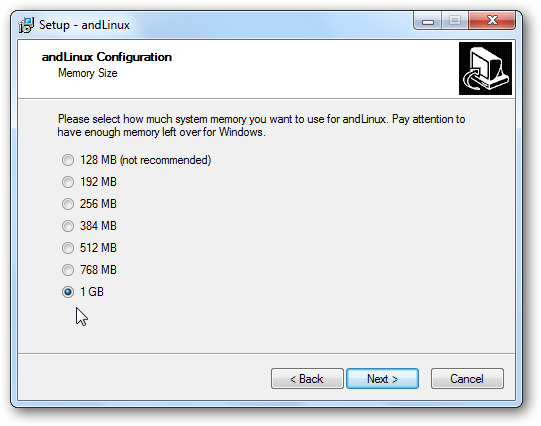 Setup - andLinux
andLinux Configuration
Memory Size
Please select how much system memory you want to use for andLinux. Pay attention to
have enough memory left over for Windows.
128 MB (not recommended)
192 MB
256 MB
384 MB
512 MB
768 MB
1 GB
< Back
Next >
Cancel